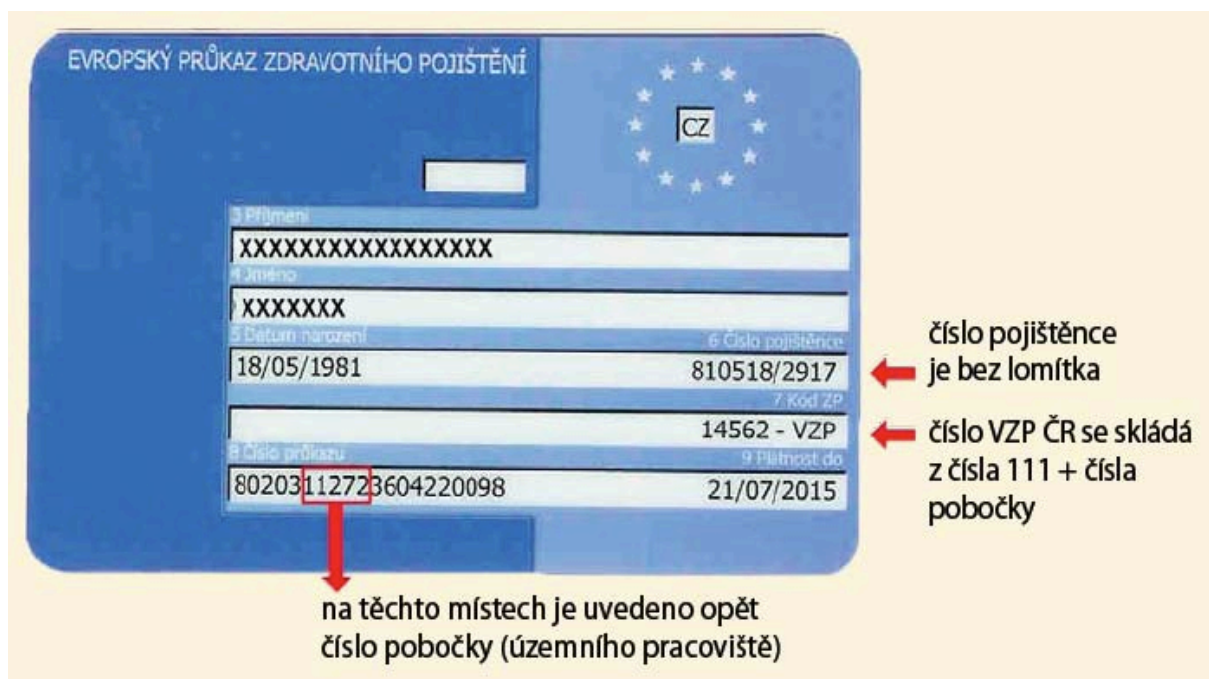 EVROPSKÝ PRŮKAZ ZDRAVOTNÍHO POJIŠTĚNÍ
CZ
3 Příjmení
XXXXXXXXXXXXXXXXX
4 Jméno
XXXXXXX
5 Datum narození 6 Číslo pojištěnce
18/05/1981 810518/2917
7 Kód ZP
14562 - VZP
8 Číslo průkazu 9 Platnost do
80203112723604220098 21/07/2015
číslo pojištěnce
je bez lomítka
číslo VZP ČR se skládá
z čísla 111 + čísla
pobočky
na těchto místech je uvedeno opět
číslo pobočky (územního pracoviště)